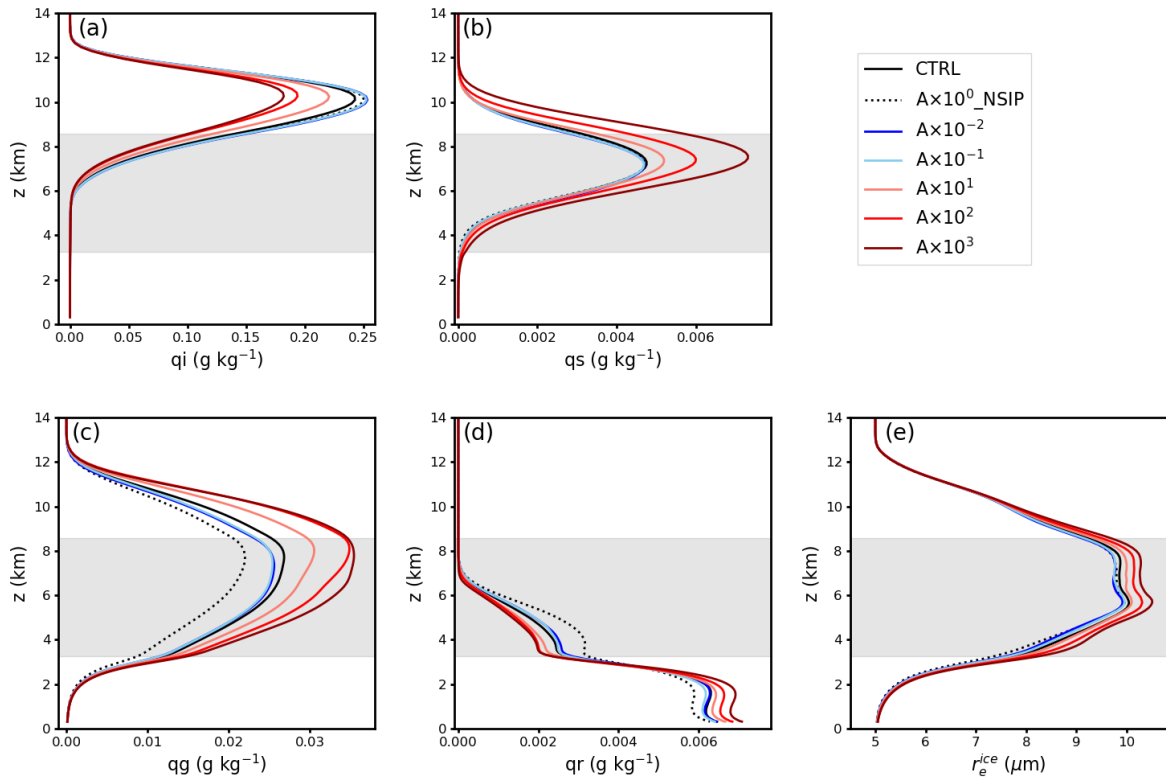 (a)
14
12
10
8
6
4
2
0
z (km)
0.00 0.05 0.10 0.15 0.20 0.25
qi (g kg⁻¹)
(b)
14
12
10
8
6
4
2
0
z (km)
0.000 0.002 0.004 0.006
qs (g kg⁻¹)
CTRL
A×10⁰_NSIP
A×10⁻²
A×10⁻¹
A×10¹
A×10²
A×10³
(c)
14
12
10
8
6
4
2
0
z (km)
0.00 0.01 0.02 0.03
qg (g kg⁻¹)
(d)
14
12
10
8
6
4
2
0
z (km)
0.000 0.002 0.004 0.006
qr (g kg⁻¹)
(e)
14
12
10
8
6
4
2
0
z (km)
5 6 7 8 9 10
rₑⁱᶜᵉ (μm)